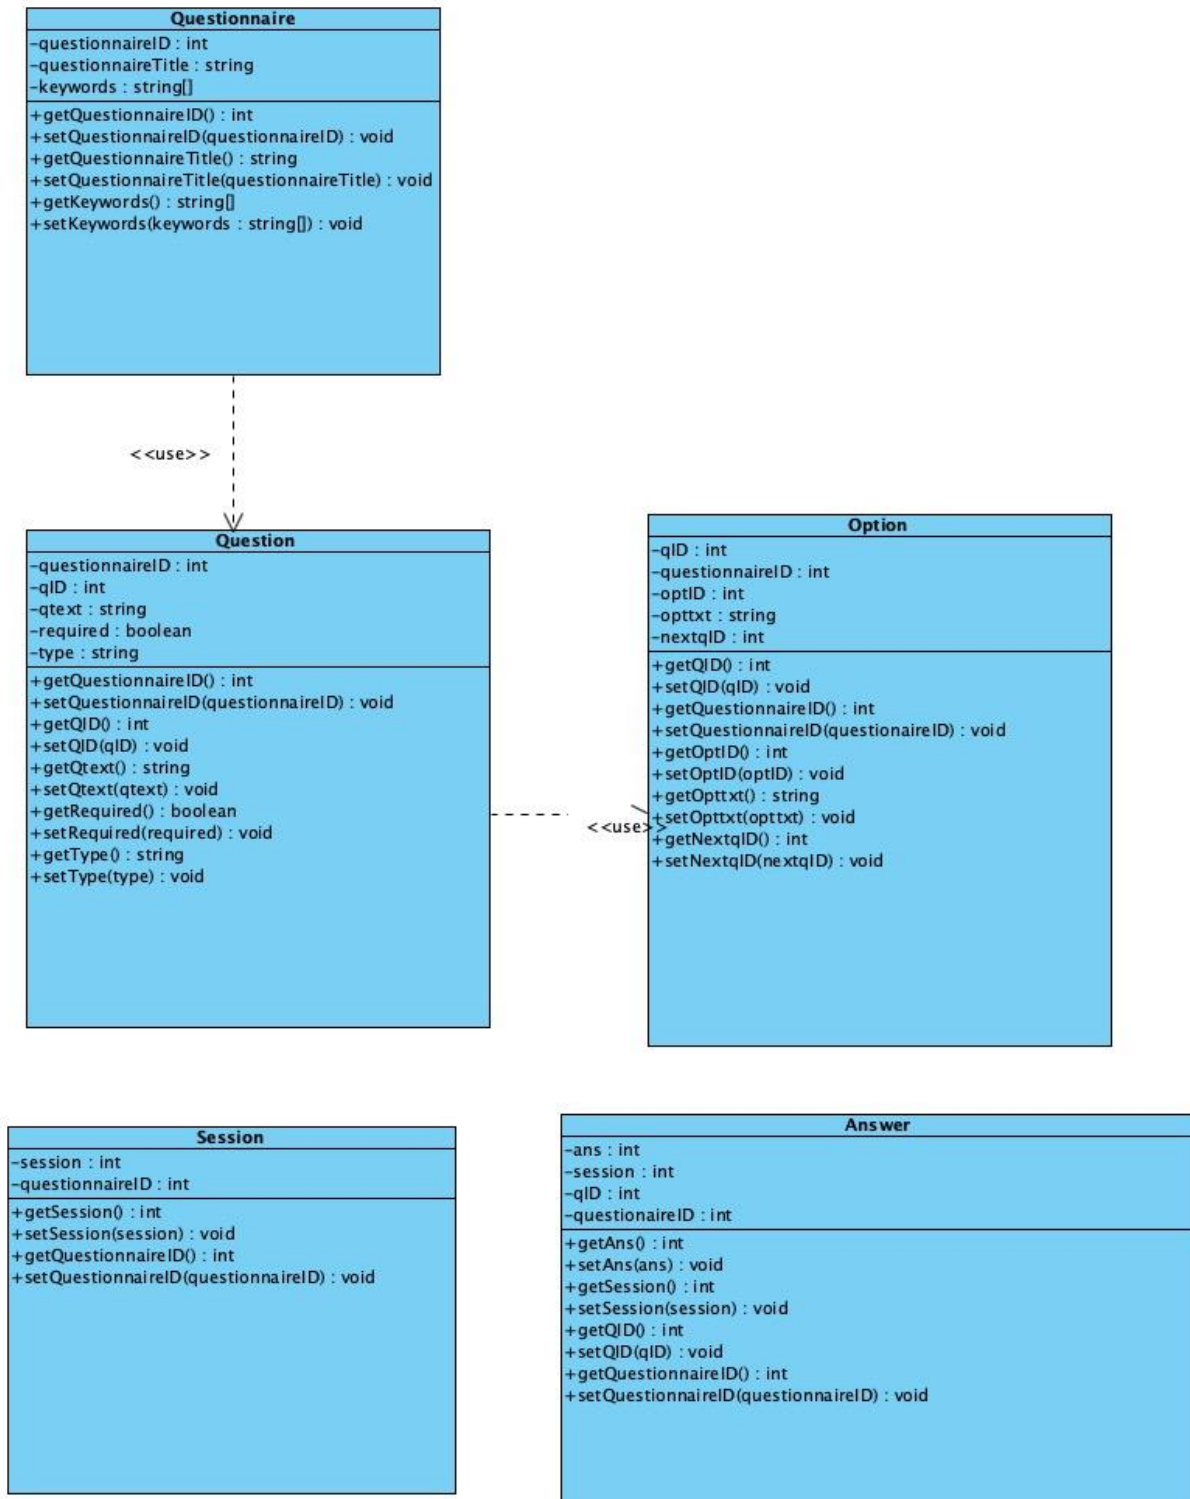 Questionnaire
-questionnaireID : int
-questionnaireTitle : string
-keywords : string[]
+getQuestionnaireID() : int
+setQuestionnaireID(questionnaireID) : void
+getQuestionnaireTitle() : string
+setQuestionnaireTitle(questionnaireTitle) : void
+getKeywords() : string[]
+setKeywords(keywords : string[]) : void
<<use>>
Question
-questionnaireID : int
-qID : int
-qtext : string
-required : boolean
-type : string
+getQuestionnaireID() : int
+setQuestionnaireID(questionnaireID) : void
+getQID() : int
+setQID(qID) : void
+getQtext() : string
+setQtext(qtext) : void
+getRequired() : boolean
+setRequired(required) : void
+getType() : string
+setType(type) : void
<<use>>
Option
-qID : int
-questionnaireID : int
-optID : int
-opttxt : string
-nextqID : int
+getQID() : int
+setQID(qID) : void
+getQuestionnaireID() : int
+setQuestionnaireID(questionaireID) : void
+getOptID() : int
+setOptID(optID) : void
+getOpttxt() : string
+setOpttxt(opttxt) : void
+getNextqID() : int
+setNextqID(nextqID) : void
Session
-session : int
-questionnaireID : int
+getSession() : int
+setSession(session) : void
+getQuestionnaireID() : int
+setQuestionnaireID(questionnaireID) : void
Answer
-ans : int
-session : int
-qID : int
-questionaireID : int
+getAns() : int
+setAns(ans) : void
+getSession() : int
+setSession(session) : void
+getQID() : int
+setQID(qID) : void
+getQuestionnaireID() : int
+setQuestionnaireID(questionnaireID) : void